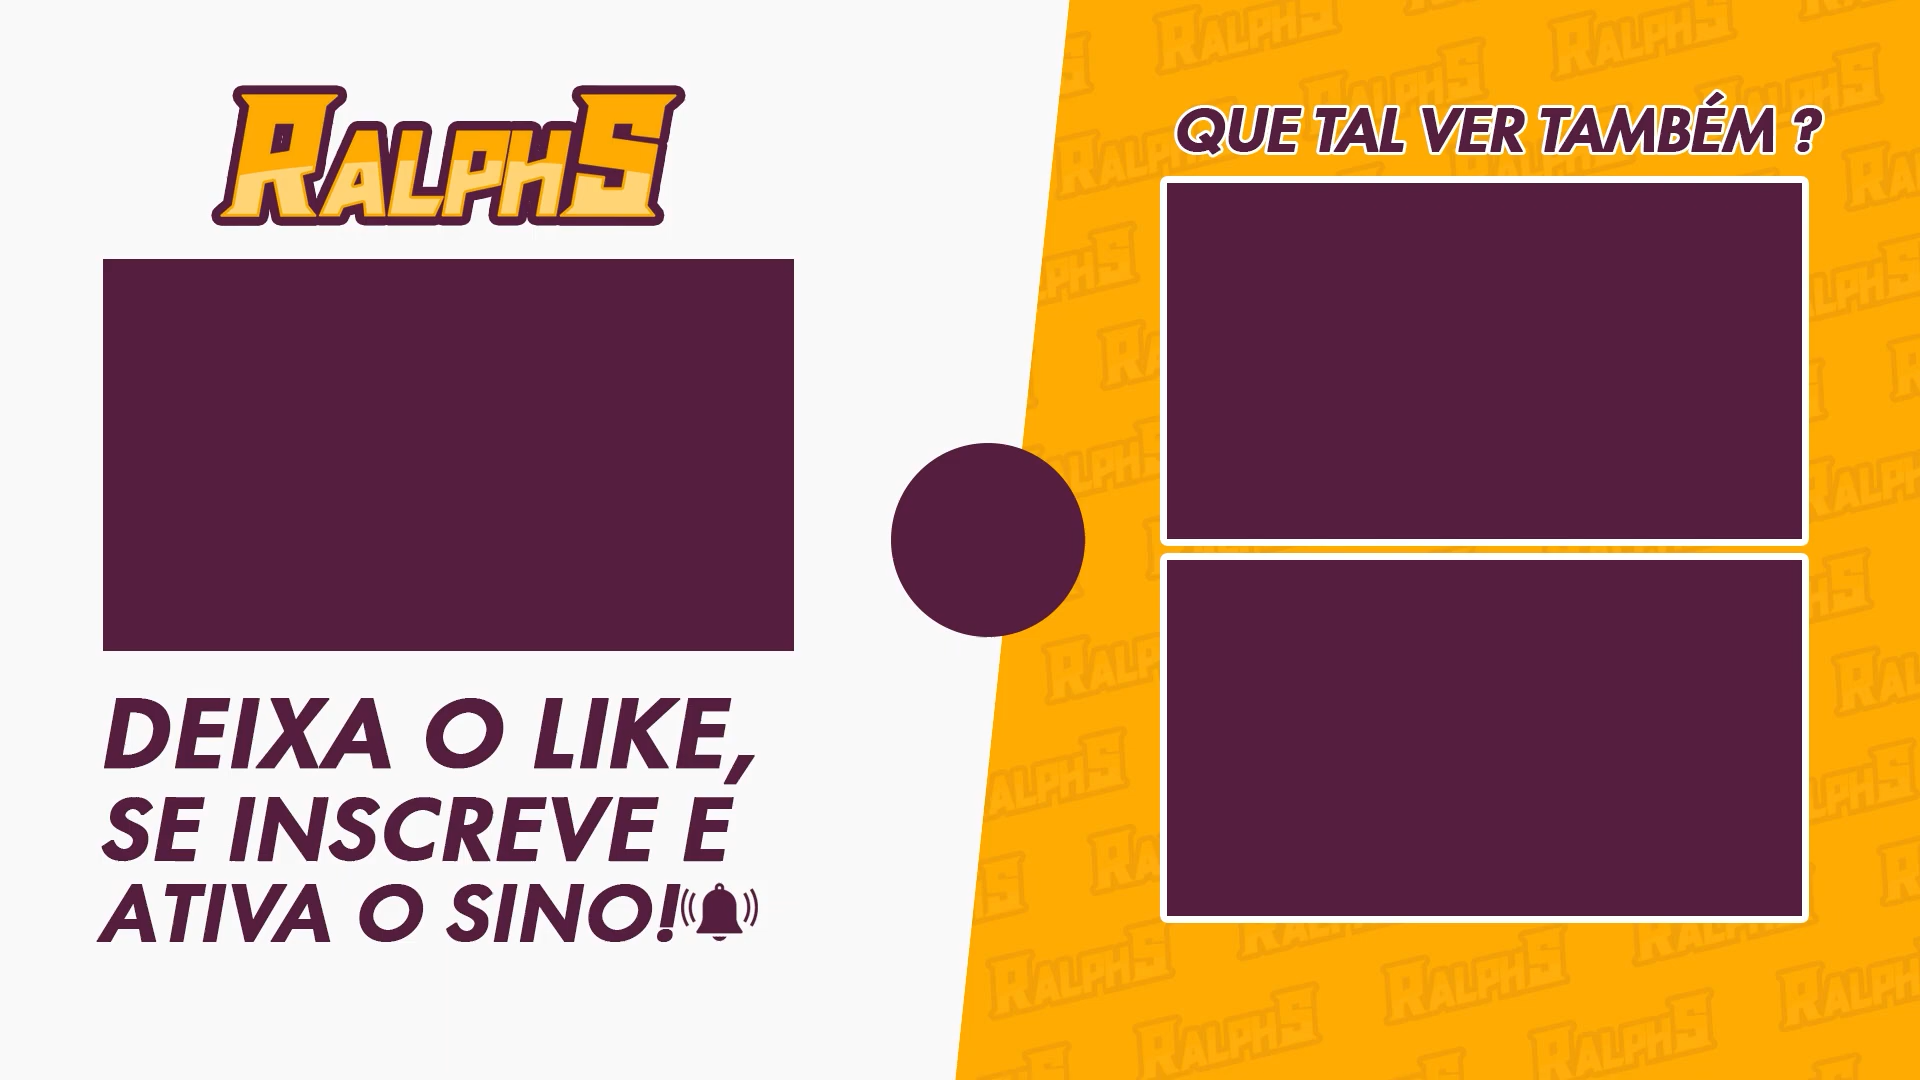 RALPHS
DEIXA O LIKE,
SE INSCREVE E
ATIVA O SINO!
QUE TAL VER TAMBÉM ?